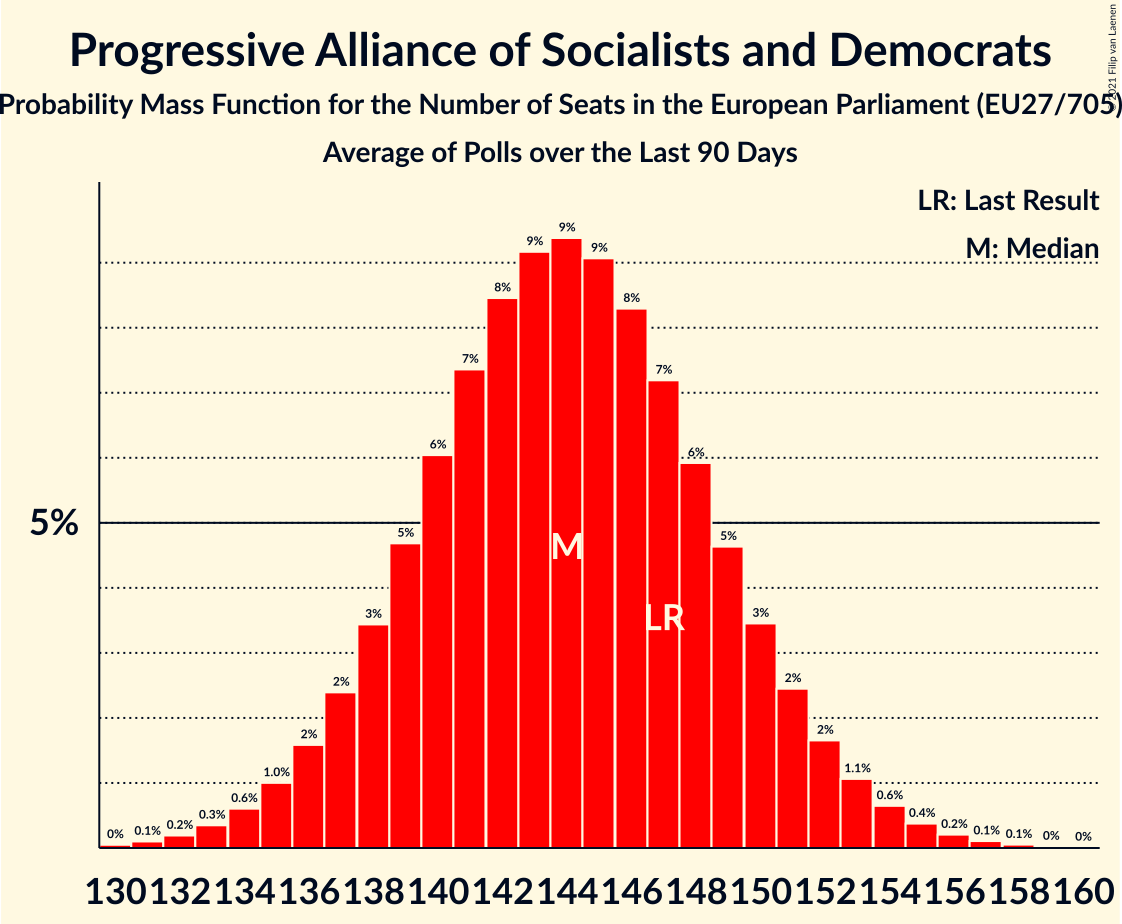 Progressive Alliance of Socialists and Democrats
Probability Mass Function for the Number of Seats in the European Parliament (EU27/705)
Average of Polls over the Last 90 Days
© 2021 Filip van Laenen
LR: Last Result
M: Median
5%
0% 0.1% 0.2% 0.3% 0.6% 1.0% 2% 2% 3% 5% 6% 7% 8% 9% 9% 9% 8% 7% 6% 5% 3% 2% 2% 1.1% 0.6% 0.4% 0.2% 0.1% 0.1% 0% 0%
M
LR
130 132 134 136 138 140 142 144 146 148 150 152 154 156 158 160